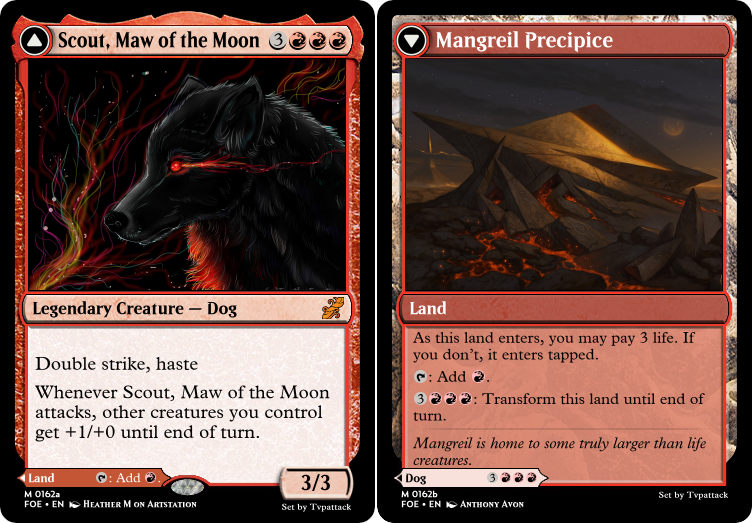 Scout, Maw of the Moon 3
Legendary Creature — Dog
Double strike, haste
Whenever Scout, Maw of the Moon
attacks, other creatures you control
get +1/+0 until end of turn.
Land : Add .
3/3
M 0162a
FOE • EN Heather M on Artstation
Set by Tvpattack
Mangreil Precipice
Land
As this land enters, you may pay 3 life. If
you don't, it enters tapped.
: Add .
3: Transform this land until end of
turn.
Mangreil is home to some truly larger than life
creatures.
Dog 3
M 0162b
FOE • EN Anthony Avon
Set by Tvpattack